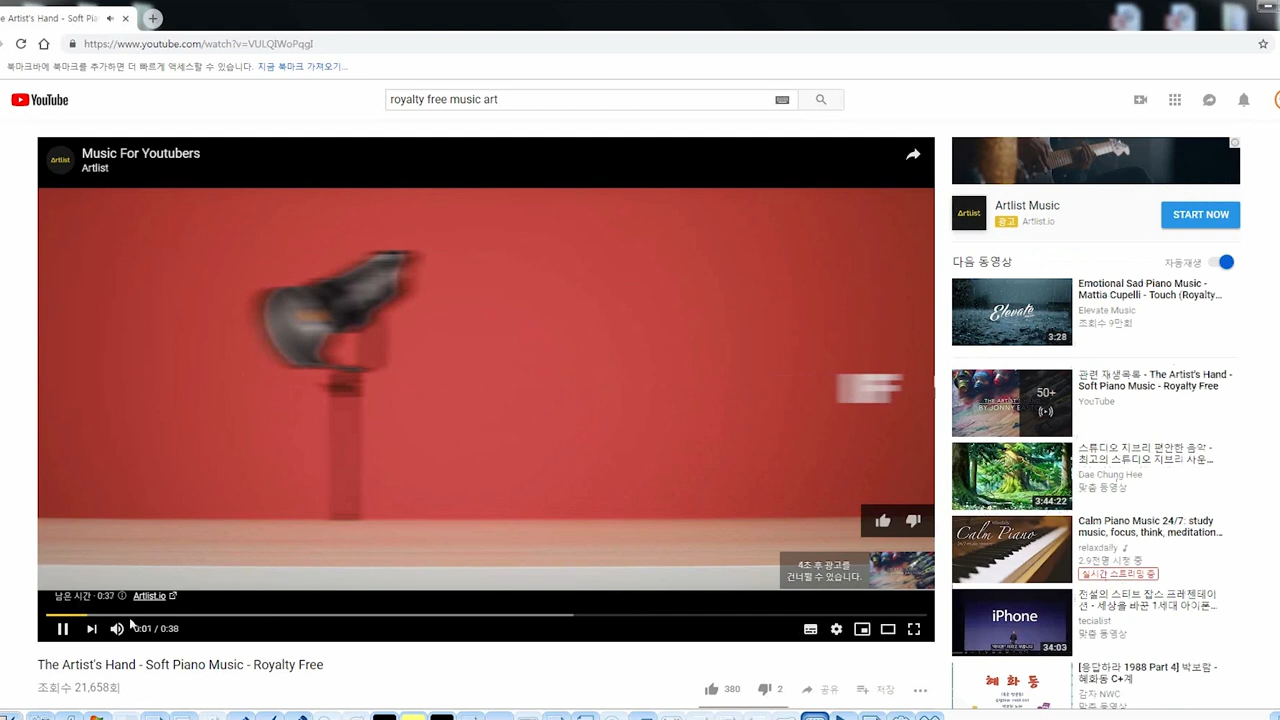 e Artist's Hand - Soft Pia
https://www.youtube.com/watch?v=VULQIWoPqgI
북마크바에 북마크를 추가하면 더 빠르게 액세스할 수 있습니다. 지금 북마크 가져오기...
YouTube
royalty free music art
Artlist
Music For Youtubers
Artlist
4초 후 광고를
건너뛸 수 있습니다.
남은 시간 · 0:37 Artlist.io
0:01 / 0:38
The Artist's Hand - Soft Piano Music - Royalty Free
조회수 21,658회
380
2
공유
저장
Artlist
Artlist Music
광고 Artlist.io
START NOW
다음 동영상
자동재생
Elevate
3:28
Emotional Sad Piano Music -
Mattia Cupelli - Touch (Royalty...
Elevate Music
조회수 9만회
THE ARTIST'S HAND
50+
관련 재생목록 - The Artist's Hand -
Soft Piano Music - Royalty Free
YouTube
3:44:22
스튜디오 지브리 편안한 음악 -
최고의 스튜디오 지브리 사운...
Dae Chung Hee
맞춤 동영상
Calm Piano
Calm Piano Music 24/7: study
music, focus, think, meditation...
relaxdaily ♪
2.9천명 시청 중
실시간 스트리밍 중
iPhone
34:03
전설의 스티브 잡스 프레젠테이
션 - 세상을 바꾼 1세대 아이폰...
tecialist
맞춤 동영상
혜화동
[응답하라 1988 Part 4] 박보람 -
혜화동 C+계
감자 NWC
맞춤 동영상